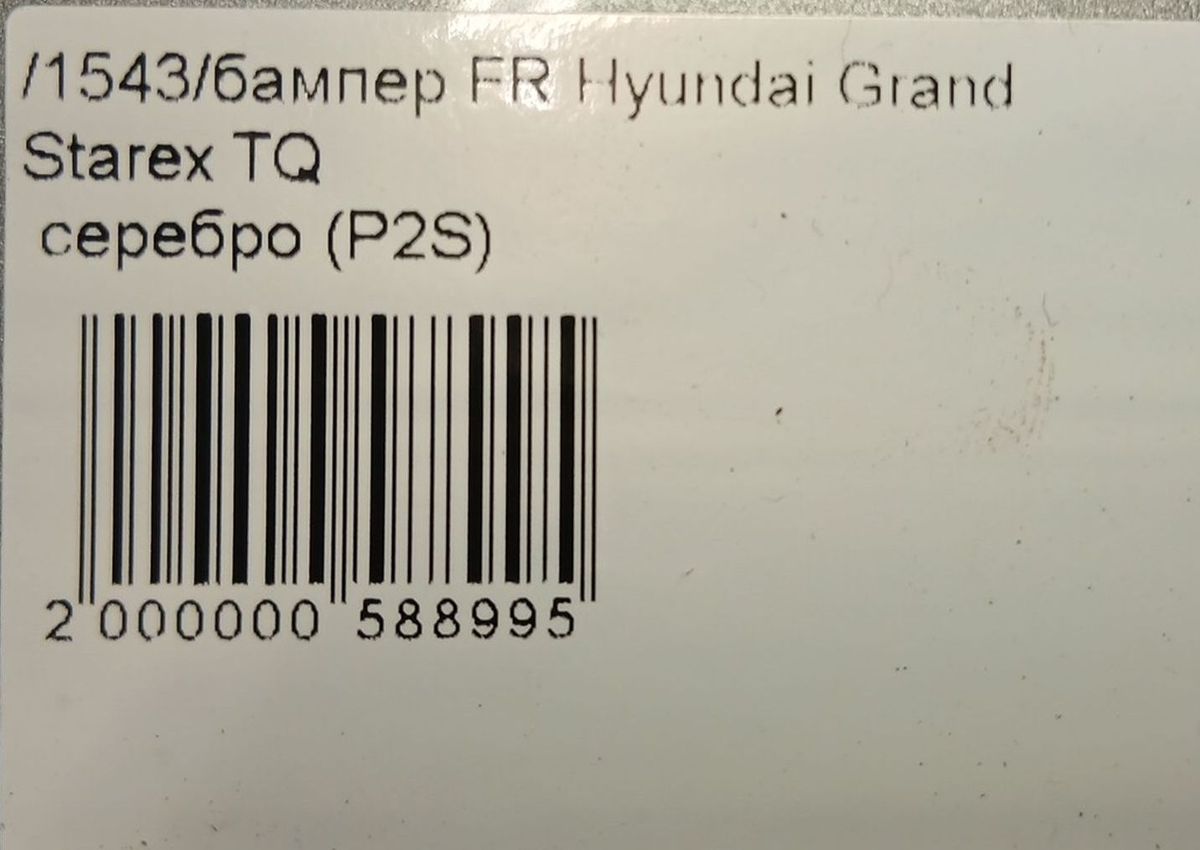 /1543/бампер FR Hyundai Grand
Starex TQ
серебро (P2S)
2 000000 588995